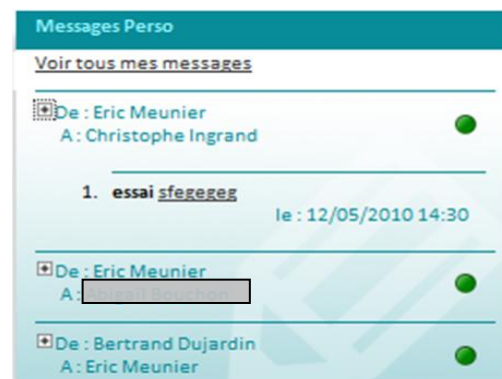 Messages Perso
Voir tous mes messages
De : Eric Meunier
A : Christophe Ingrand
1. essai sfegegeg
le : 12/05/2010 14:30
De : Eric Meunier
A :
De : Bertrand Dujardin
A : Eric Meunier